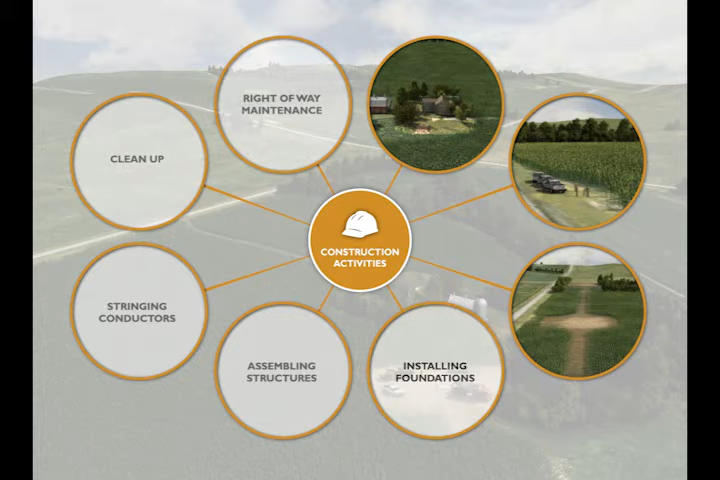 RIGHT OF WAY
MAINTENANCE
CLEAN UP
CONSTRUCTION
ACTIVITIES
STRINGING
CONDUCTORS
ASSEMBLING
STRUCTURES
INSTALLING
FOUNDATIONS